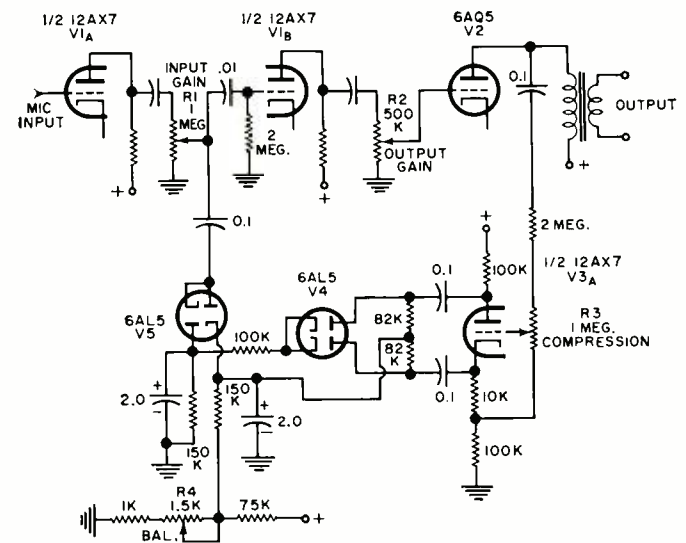 1/2 12AX7
V1A
1/2 12AX7
V1B
6AQ5
V2
MIC
INPUT
INPUT
GAIN
R1
1
MEG
.01
2
MEG.
R2
500
K
OUTPUT
GAIN
0.1
OUTPUT
+
+
+
0.1
2 MEG.
1/2 12AX7
V3A
+
100K
0.1
6AL5
V4
6AL5
V5
82K
82
K
R3
1 MEG.
COMPRESSION
100K
0.1
10K
+
2.0
−
150
K
150
K
+
2.0
−
100K
1K
R4
1.5K
75K
+
BAL.